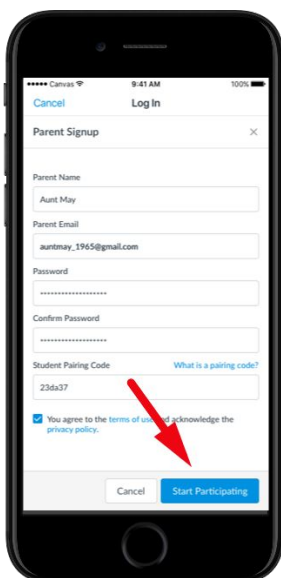 Canvas 9:41 AM 100%
Cancel Log In
Parent Signup ×
Parent Name
Aunt May
Parent Email
auntmay_1965@gmail.com
Password
Confirm Password
Student Pairing Code What is a pairing code?
23da37
You agree to the terms of use and acknowledge the
privacy policy.
Cancel Start Participating